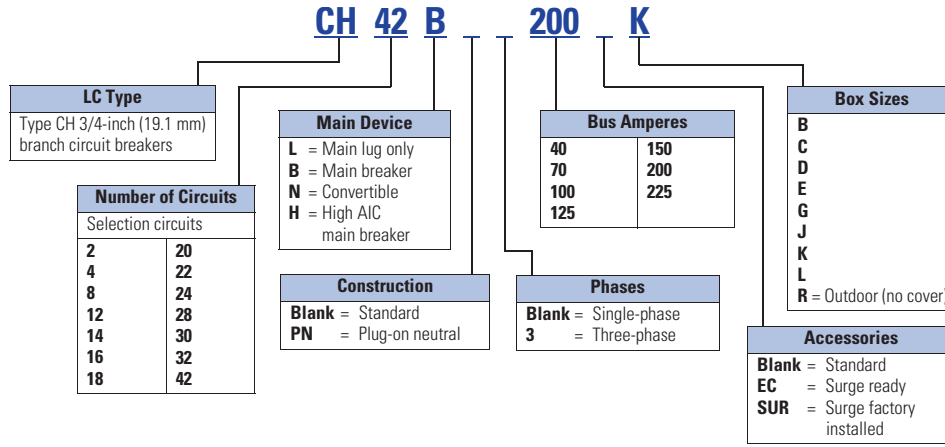 CH 42 B _ _ 200 _ K
LC Type
Type CH 3/4-inch (19.1 mm)
branch circuit breakers
Number of Circuits
Selection circuits
2 20
4 22
8 24
12 28
14 30
16 32
18 42
Main Device
L = Main lug only
B = Main breaker
N = Convertible
H = High AIC
main breaker
Construction
Blank = Standard
PN = Plug-on neutral
Phases
Blank = Single-phase
3 = Three-phase
Bus Amperes
40 150
70 200
100 225
125
Box Sizes
B
C
D
E
G
J
K
L
R = Outdoor (no cover)
Accessories
Blank = Standard
EC = Surge ready
SUR = Surge factory
installed